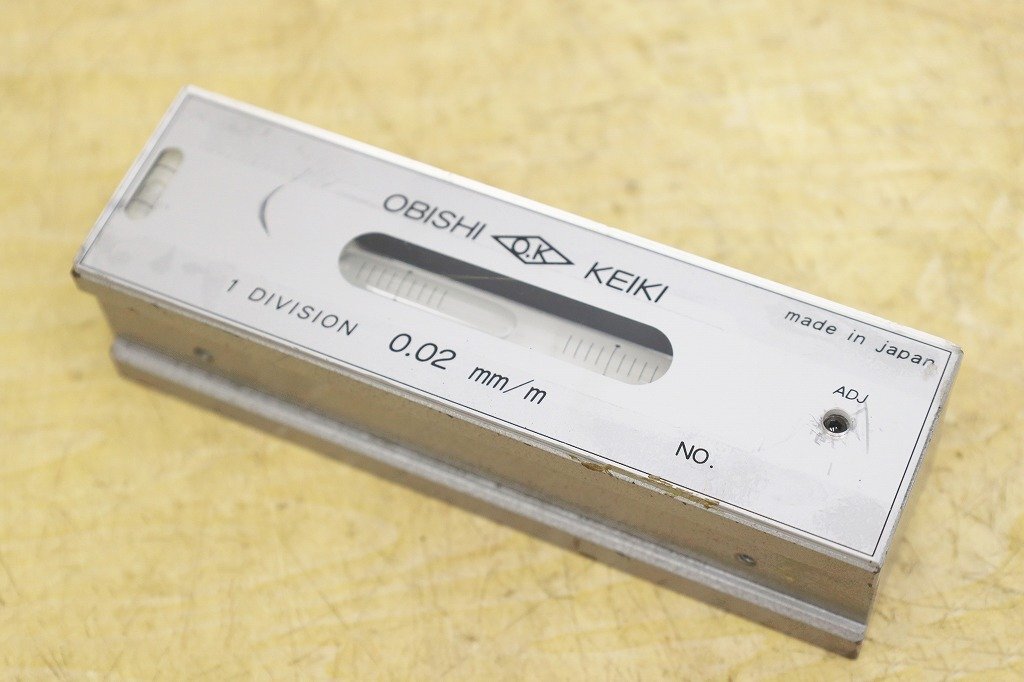 OBISHI O.K KEIKI
1 DIVISION 0.02 mm/m
made in japan
ADJ
NO.